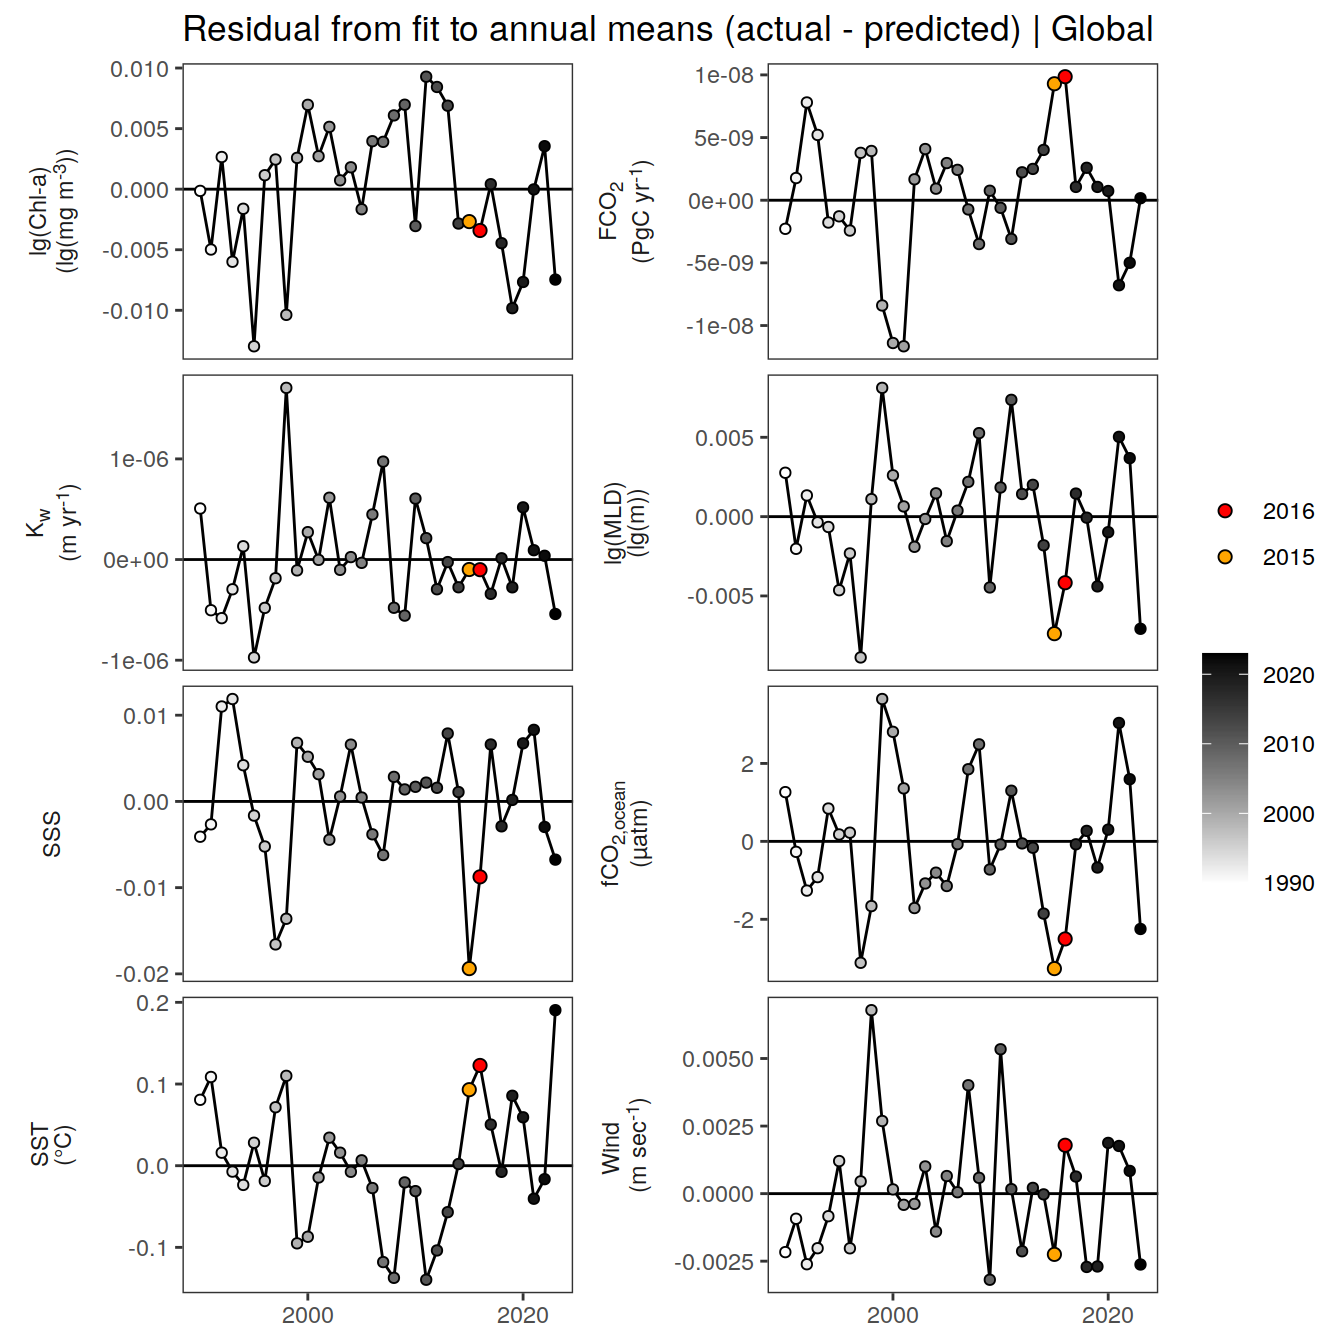 Residual from fit to annual means (actual - predicted) | Global
lg(Chl-a)
(lg(mg m⁻³))
0.010
0.005
0.000
-0.005
-0.010
FCO₂
(PgC yr⁻¹)
1e-08
5e-09
0e+00
-5e-09
-1e-08
K_w
(m yr⁻¹)
1e-06
0e+00
-1e-06
lg(MLD)
(lg(m))
0.005
0.000
-0.005
SSS
0.01
0.00
-0.01
-0.02
fCO₂,ocean
(µatm)
2
0
-2
SST
(°C)
0.2
0.1
0.0
-0.1
2000 2020
Wind
(m sec⁻¹)
0.0050
0.0025
0.0000
-0.0025
2000 2020
2016
2015
2020
2010
2000
1990